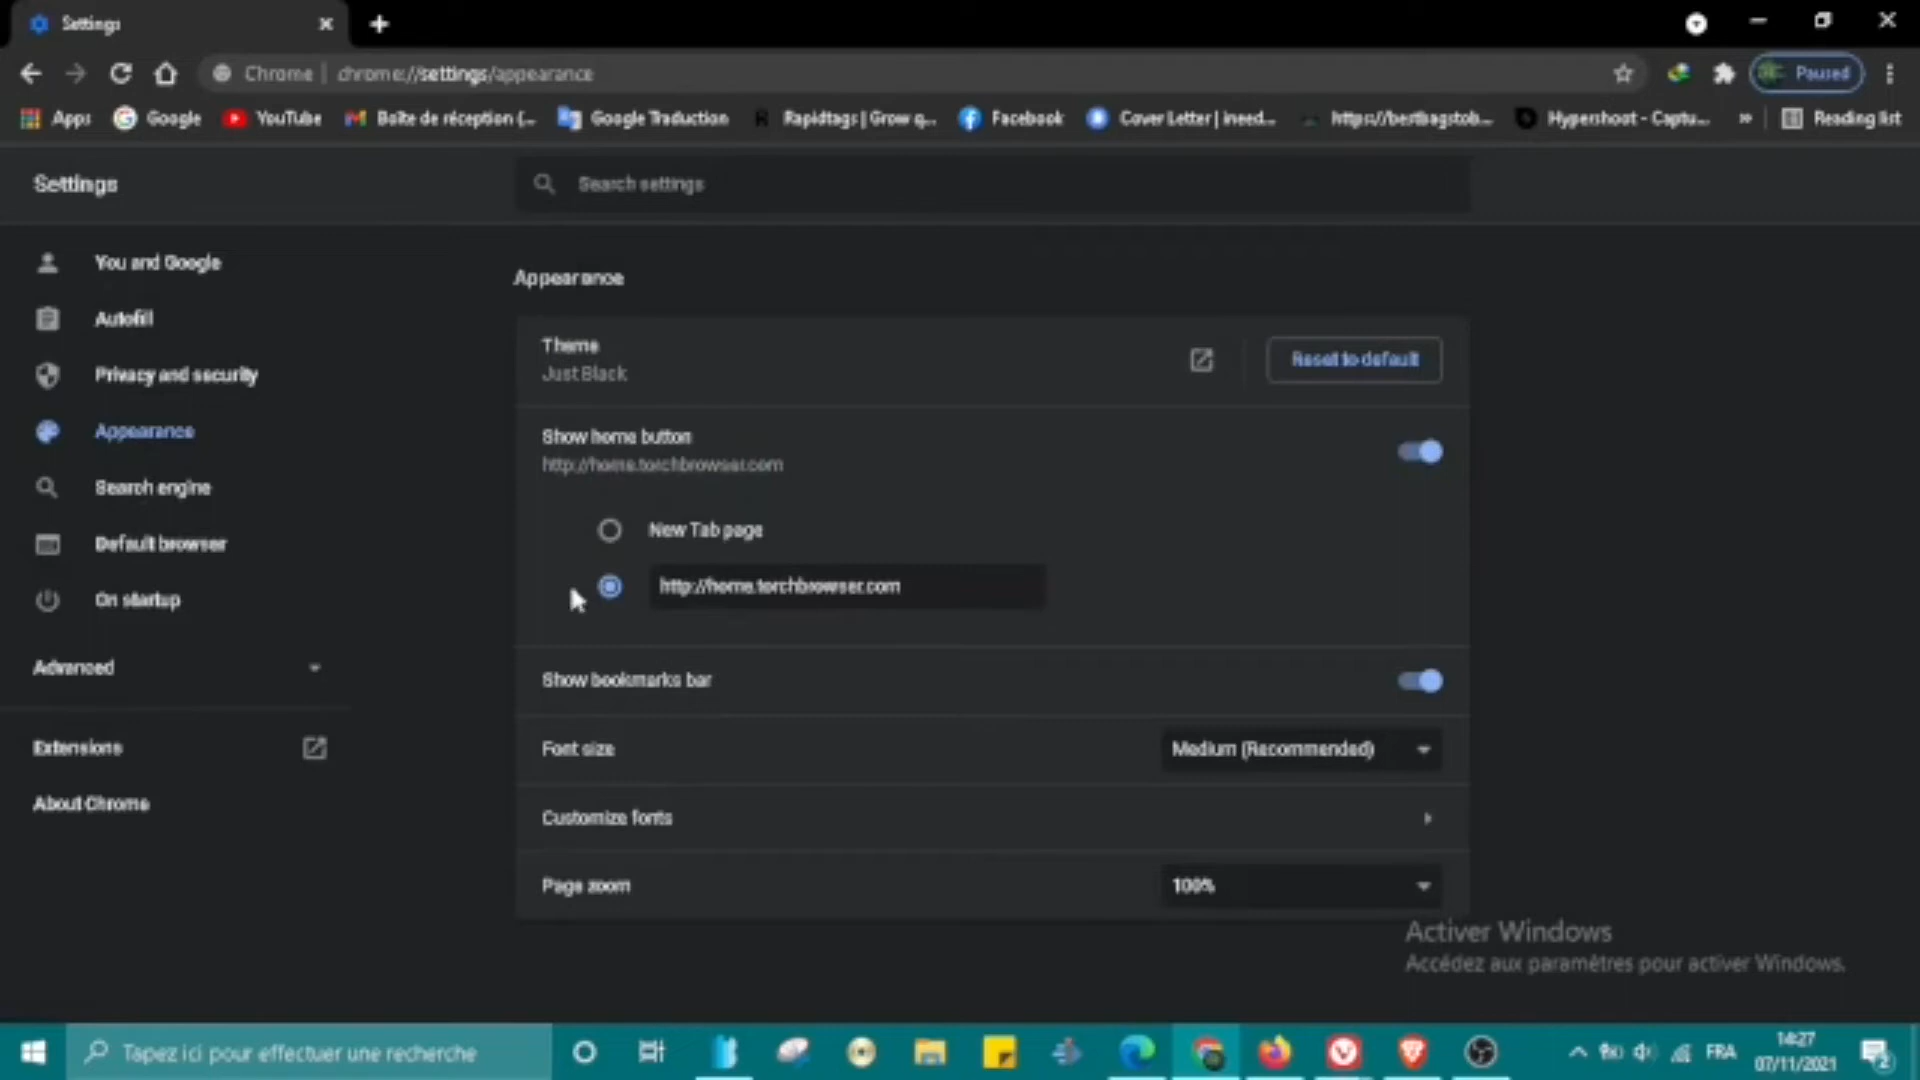 Settings
Chrome | chrome://settings/appearance
Paused
Apps
Google
YouTube
Boîte de réception (...
Google Traduction
Rapidtags | Grow q...
Facebook
Cover Letter | ineed...
https://bestbagstob...
Hypershoot - Captu...
Reading list
Settings
Search settings
You and Google
Autofill
Privacy and security
Appearance
Search engine
Default browser
On startup
Advanced
Extensions
About Chrome
Appearance
Theme
Just Black
Reset to default
Show home button
http://home.torchbrowser.com
New Tab page
http://home.torchbrowser.com
Show bookmarks bar
Font size
Medium (Recommended)
Customize fonts
Page zoom
100%
Activer Windows
Accédez aux paramètres pour activer Windows.
Tapez ici pour effectuer une recherche
FRA
14:27
07/11/2021
2